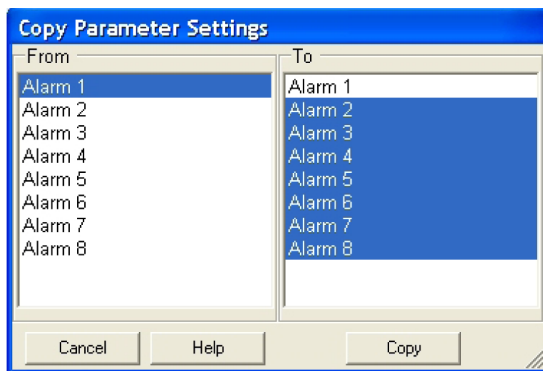 Copy Parameter Settings
From
Alarm 1
Alarm 2
Alarm 3
Alarm 4
Alarm 5
Alarm 6
Alarm 7
Alarm 8
To
Alarm 1
Alarm 2
Alarm 3
Alarm 4
Alarm 5
Alarm 6
Alarm 7
Alarm 8
Cancel
Help
Copy